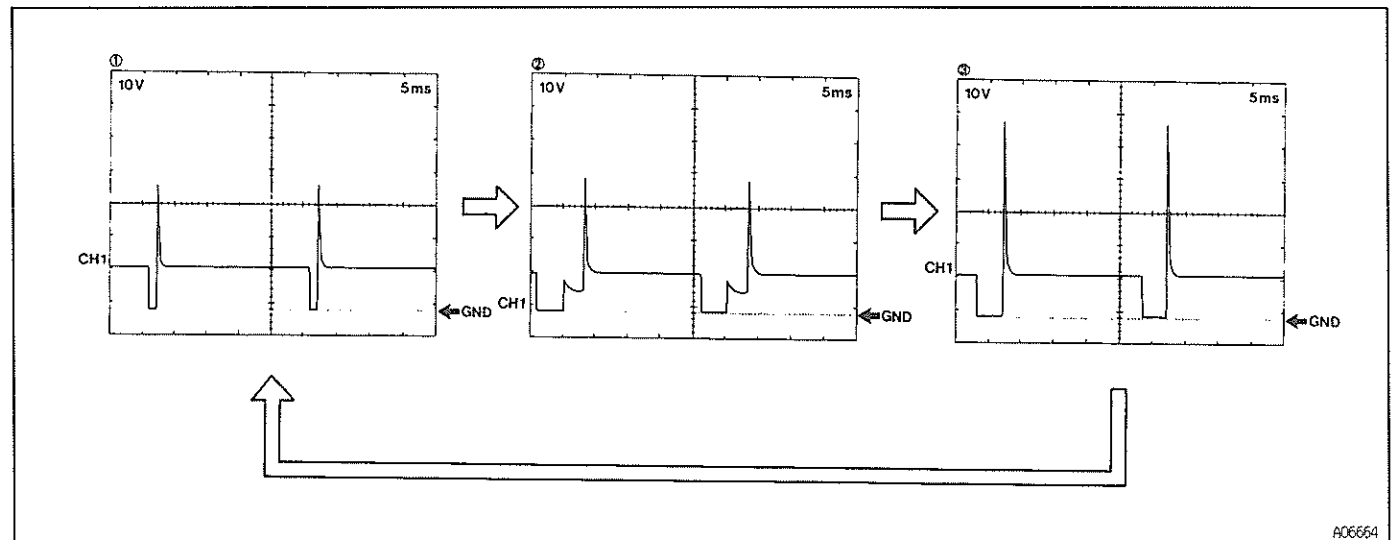 ①
10V
5ms
CH1
GND
②
10V
5ms
CH1
GND
③
10V
5ms
CH1
GND
A06664